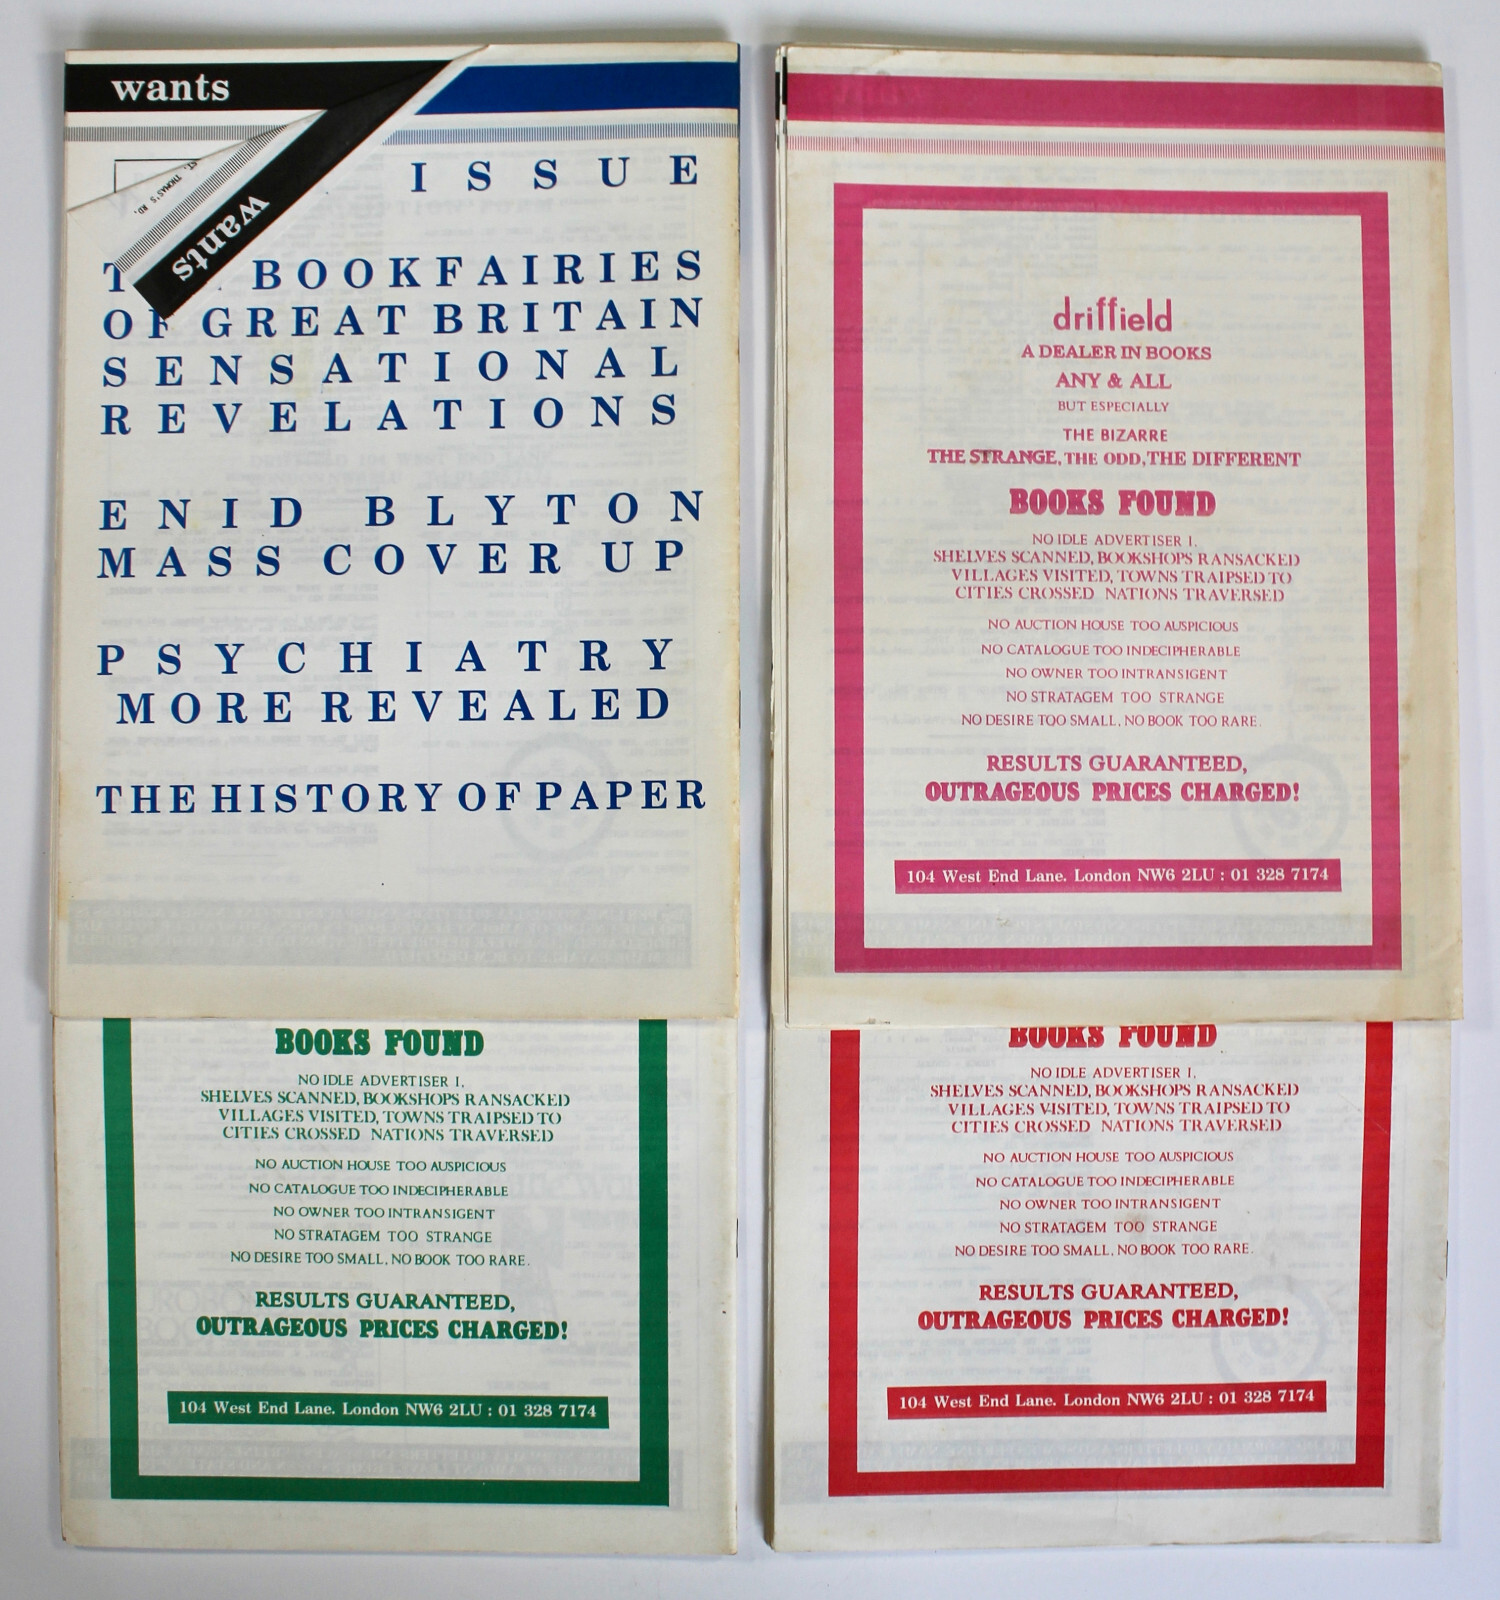 wants
ST. THOMAS'S RD.
wants
ISSUE
BOOKFAIRIES
OF GREAT BRITAIN
SENSATIONAL
REVELATIONS
ENID BLYTON
MASS COVER UP
PSYCHIATRY
MORE REVEALED
THE HISTORY OF PAPER
driffield
A DEALER IN BOOKS
ANY & ALL
BUT ESPECIALLY
THE BIZARRE
THE STRANGE, THE ODD, THE DIFFERENT
BOOKS FOUND
NO IDLE ADVERTISER I,
SHELVES SCANNED, BOOKSHOPS RANSACKED
VILLAGES VISITED, TOWNS TRAIPSED TO
CITIES CROSSED NATIONS TRAVERSED
NO AUCTION HOUSE TOO AUSPICIOUS
NO CATALOGUE TOO INDECIPHERABLE
NO OWNER TOO INTRANSIGENT
NO STRATAGEM TOO STRANGE
NO DESIRE TOO SMALL, NO BOOK TOO RARE.
RESULTS GUARANTEED,
OUTRAGEOUS PRICES CHARGED!
104 West End Lane. London NW6 2LU : 01 328 7174
BOOKS FOUND
NO IDLE ADVERTISER I,
SHELVES SCANNED, BOOKSHOPS RANSACKED
VILLAGES VISITED, TOWNS TRAIPSED TO
CITIES CROSSED NATIONS TRAVERSED
NO AUCTION HOUSE TOO AUSPICIOUS
NO CATALOGUE TOO INDECIPHERABLE
NO OWNER TOO INTRANSIGENT
NO STRATAGEM TOO STRANGE
NO DESIRE TOO SMALL, NO BOOK TOO RARE.
RESULTS GUARANTEED,
OUTRAGEOUS PRICES CHARGED!
104 West End Lane. London NW6 2LU : 01 328 7174
BOOKS FOUND
NO IDLE ADVERTISER I,
SHELVES SCANNED, BOOKSHOPS RANSACKED
VILLAGES VISITED, TOWNS TRAIPSED TO
CITIES CROSSED NATIONS TRAVERSED
NO AUCTION HOUSE TOO AUSPICIOUS
NO CATALOGUE TOO INDECIPHERABLE
NO OWNER TOO INTRANSIGENT
NO STRATAGEM TOO STRANGE
NO DESIRE TOO SMALL, NO BOOK TOO RARE.
RESULTS GUARANTEED,
OUTRAGEOUS PRICES CHARGED!
104 West End Lane. London NW6 2LU : 01 328 7174